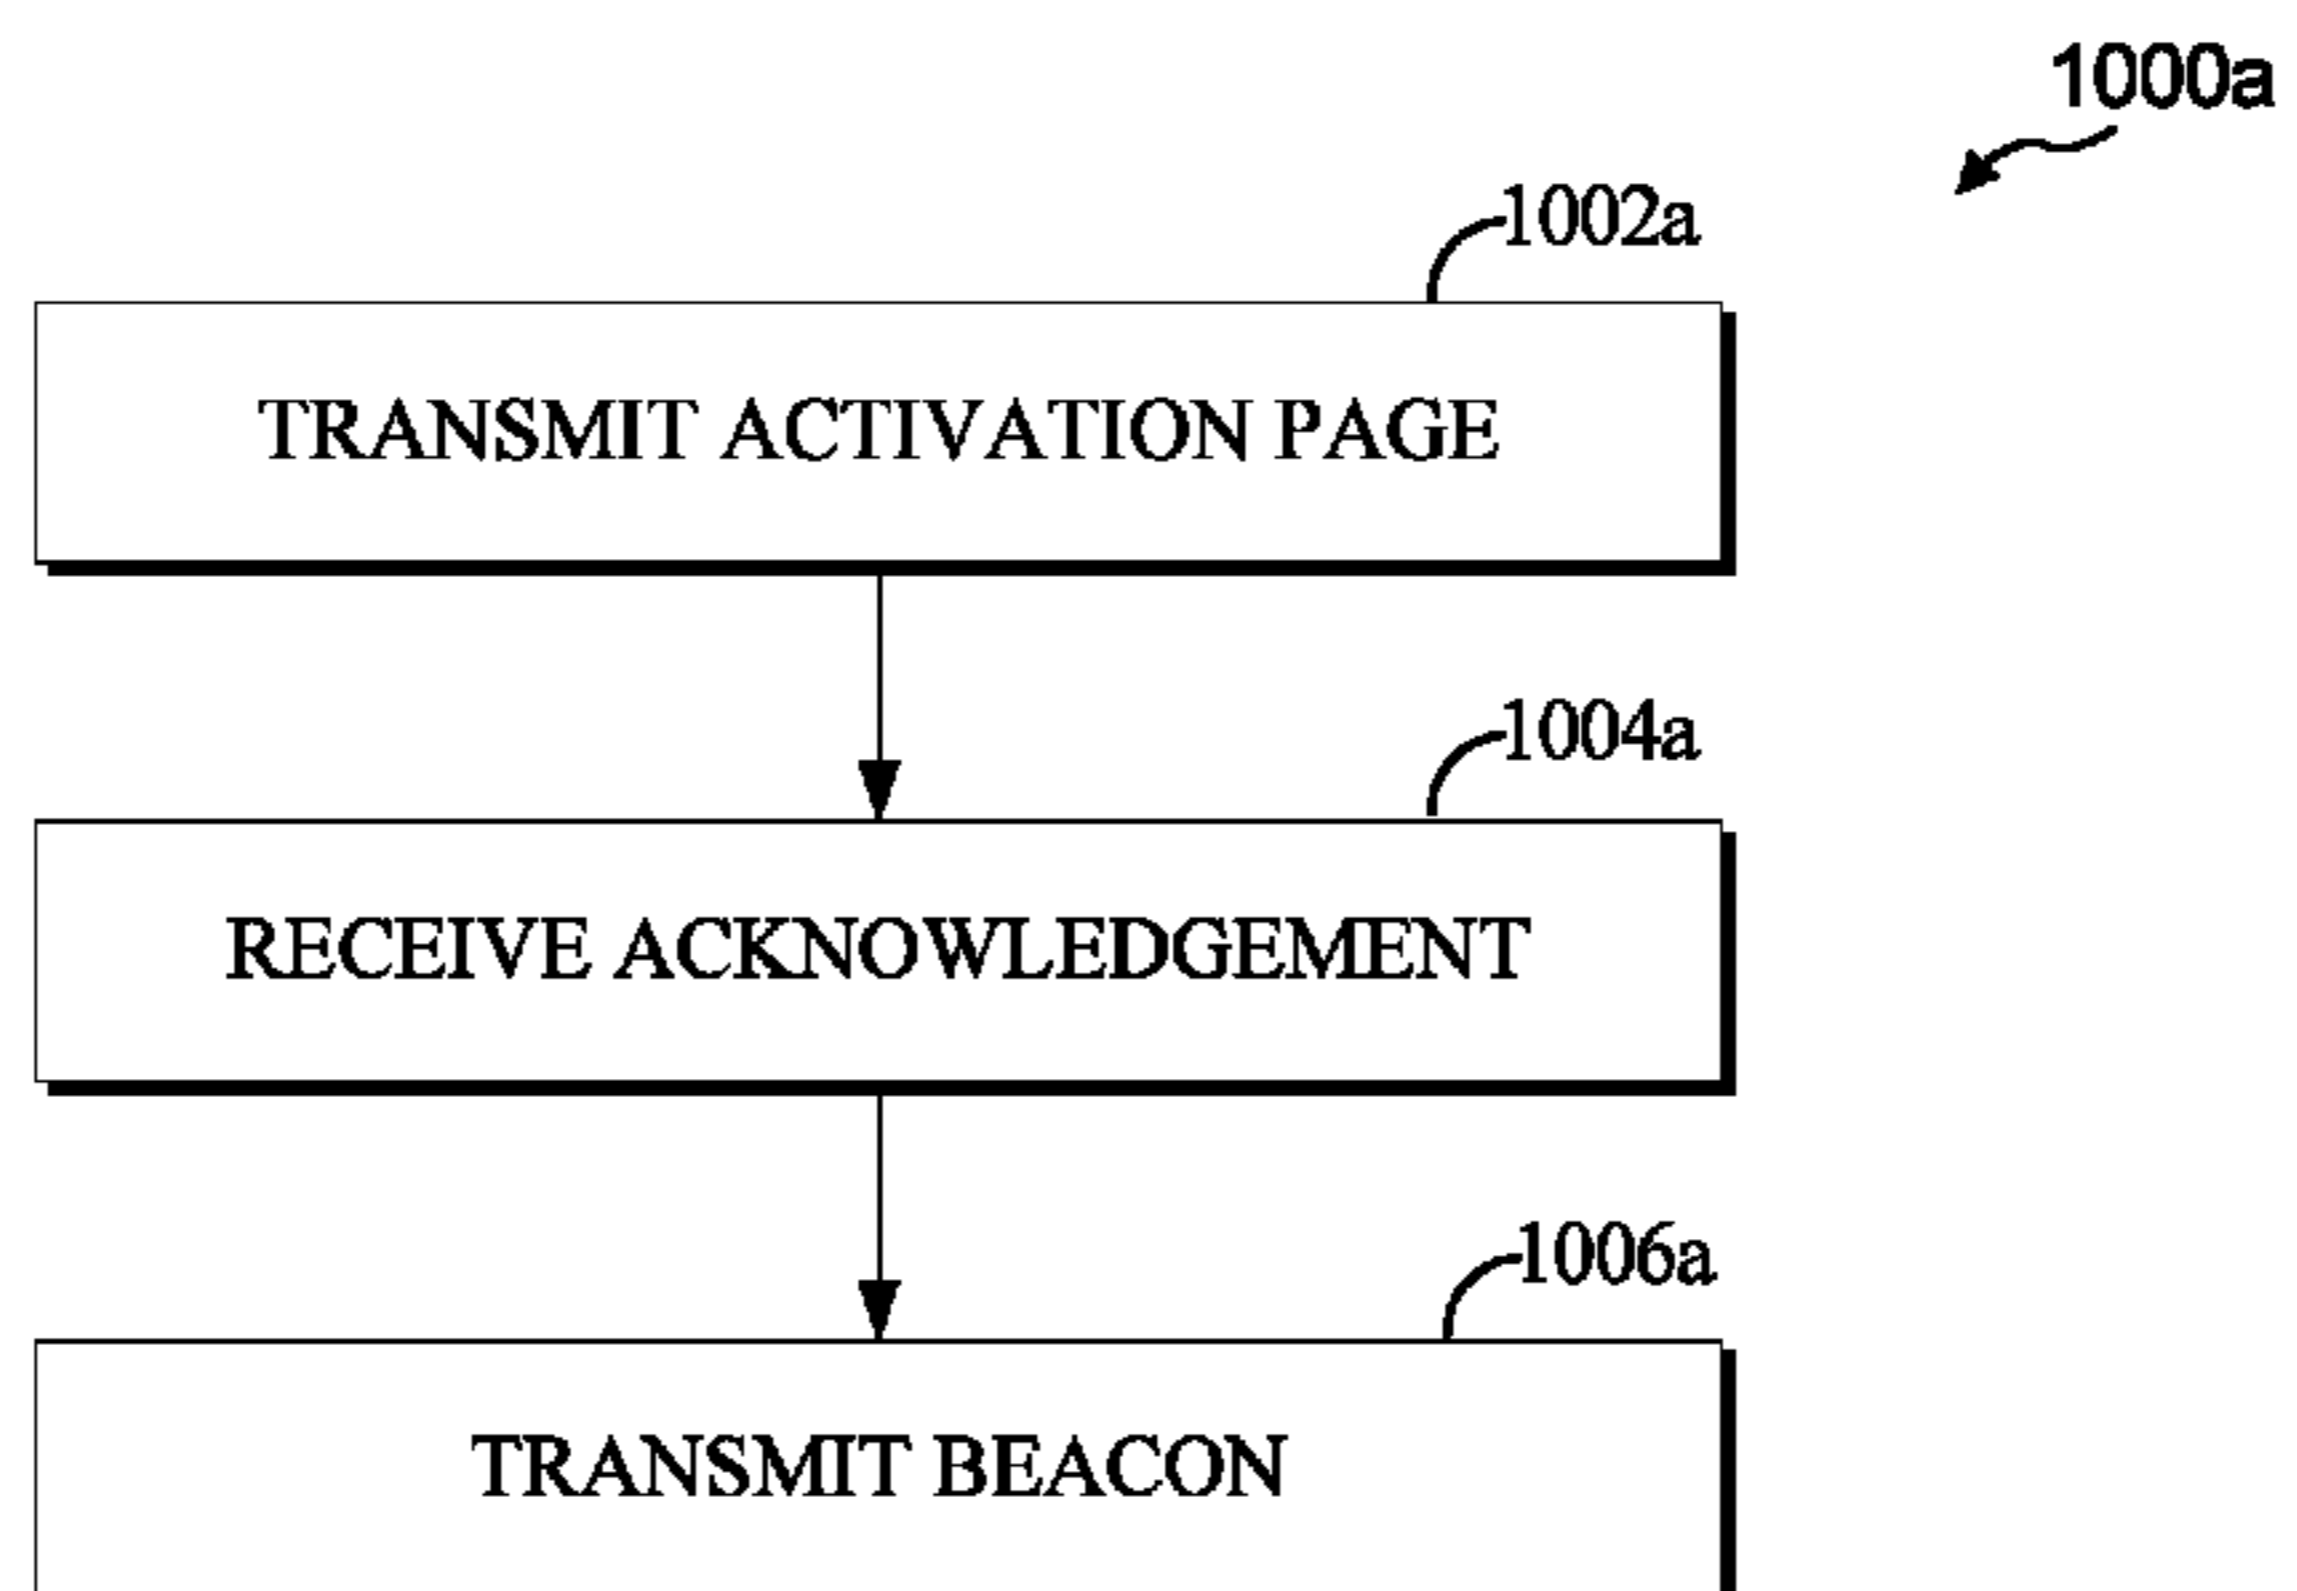 1000a
1002a
TRANSMIT ACTIVATION PAGE
1004a
RECEIVE ACKNOWLEDGEMENT
1006a
TRANSMIT BEACON